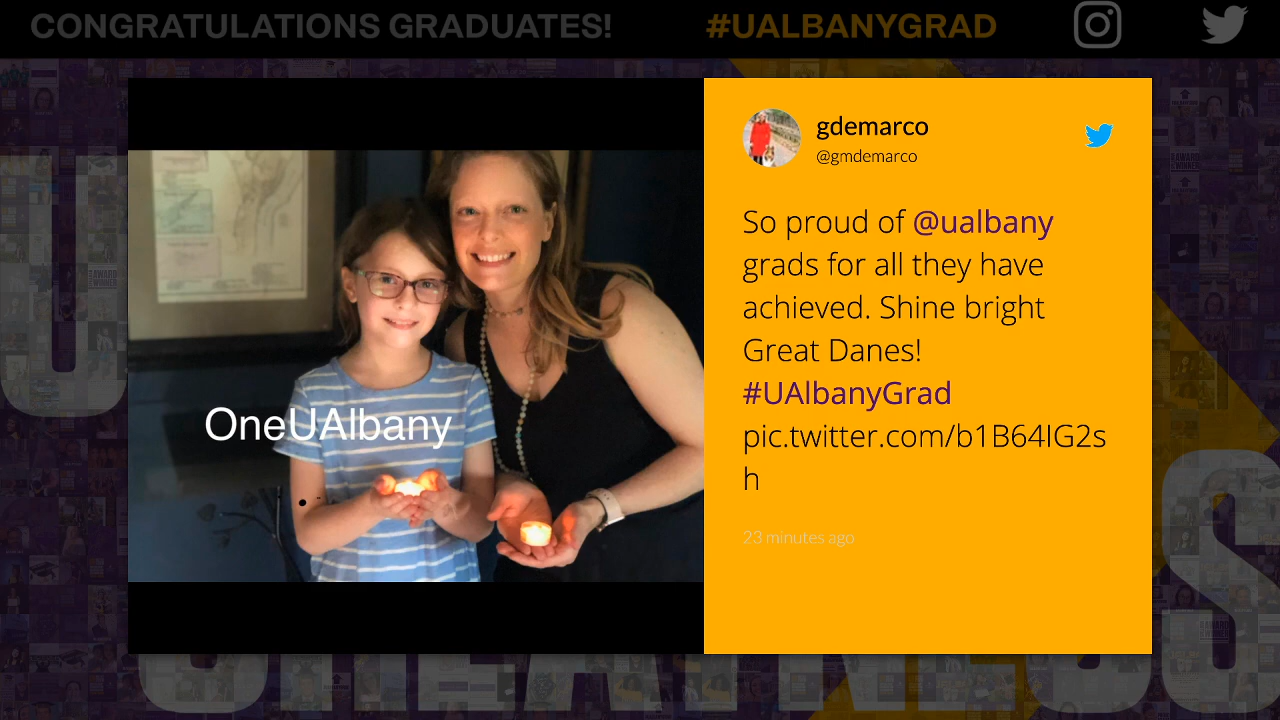 CONGRATULATIONS GRADUATES!
#UALBANYGRAD
OneUAlbany
gdemarco
@gmdemarco
So proud of @ualbany
grads for all they have
achieved. Shine bright
Great Danes!
#UAlbanyGrad
pic.twitter.com/b1B64IG2s
h
23 minutes ago